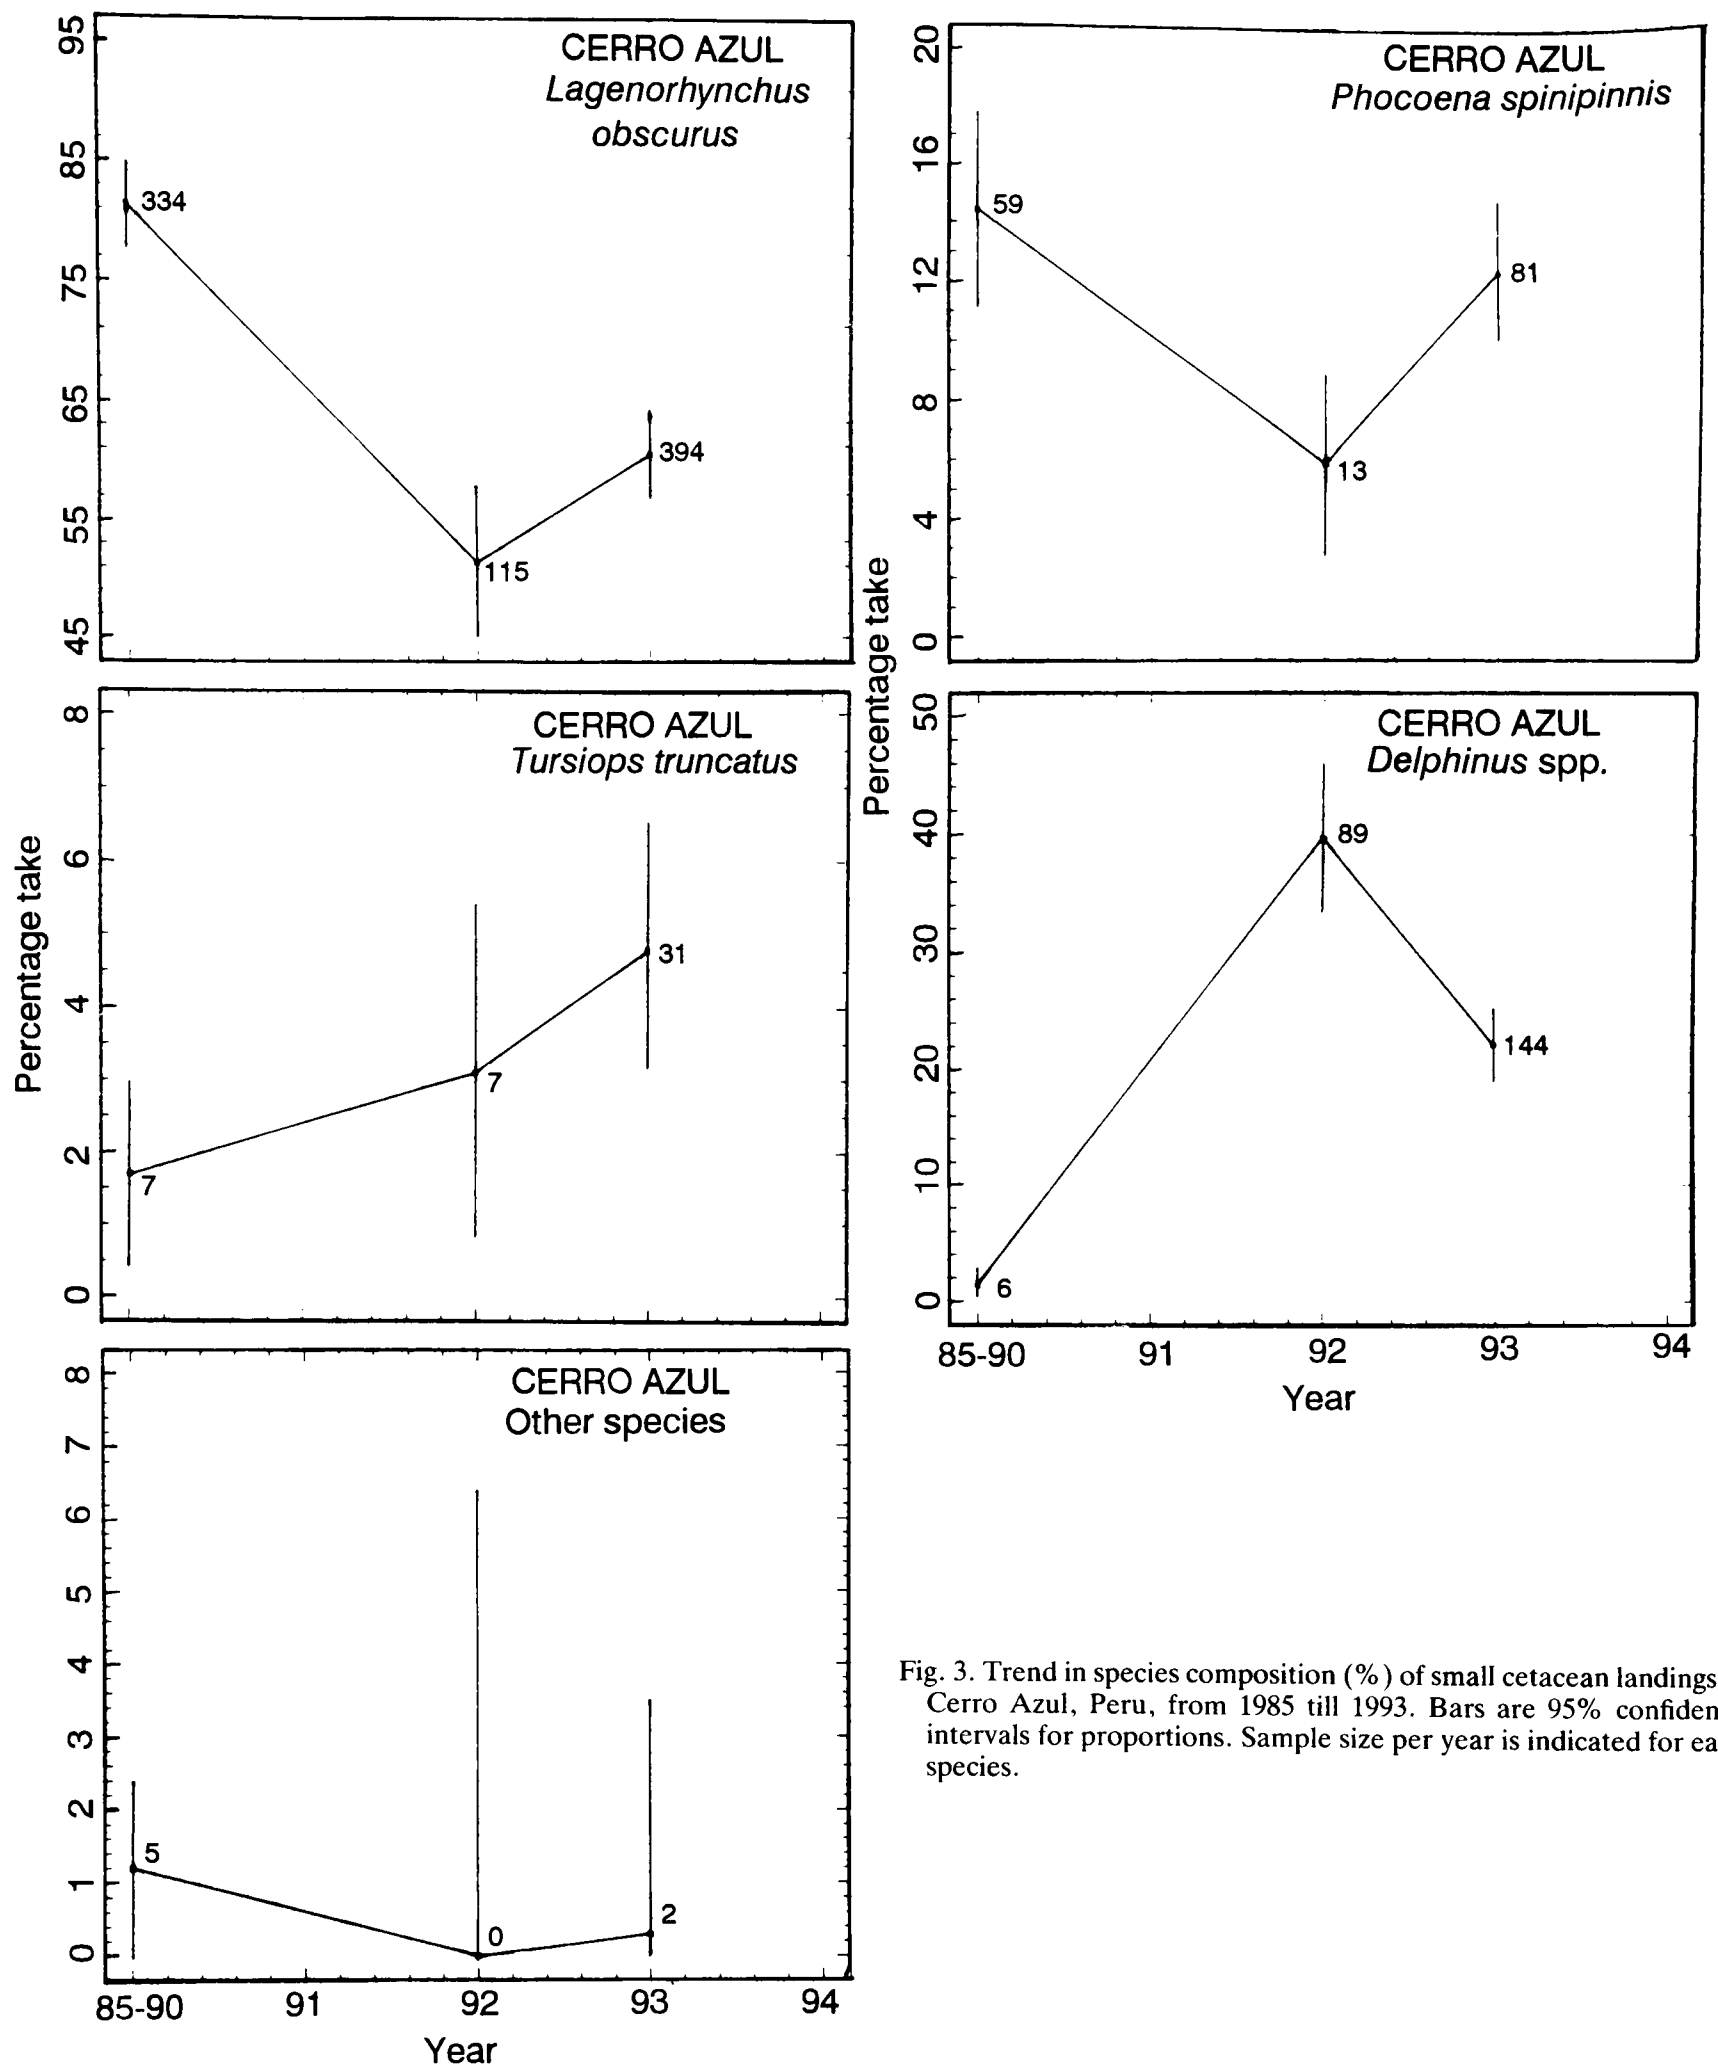 CERRO AZUL
Lagenorhynchus
obscurus
95
85
75
65
55
45
334
115
394
CERRO AZUL
Phocoena spinipinnis
20
16
12
8
4
0
59
13
81
Percentage take
CERRO AZUL
Tursiops truncatus
8
6
4
2
0
7
7
31
Percentage take
CERRO AZUL
Delphinus spp.
50
40
30
20
10
0
6
89
144
85-90 91 92 93 94
Year
CERRO AZUL
Other species
8
7
6
5
4
3
2
1
0
5
0
2
85-90 91 92 93 94
Year
Fig. 3. Trend in species composition (%) of small cetacean landings
Cerro Azul, Peru, from 1985 till 1993. Bars are 95% confiden
intervals for proportions. Sample size per year is indicated for ea
species.